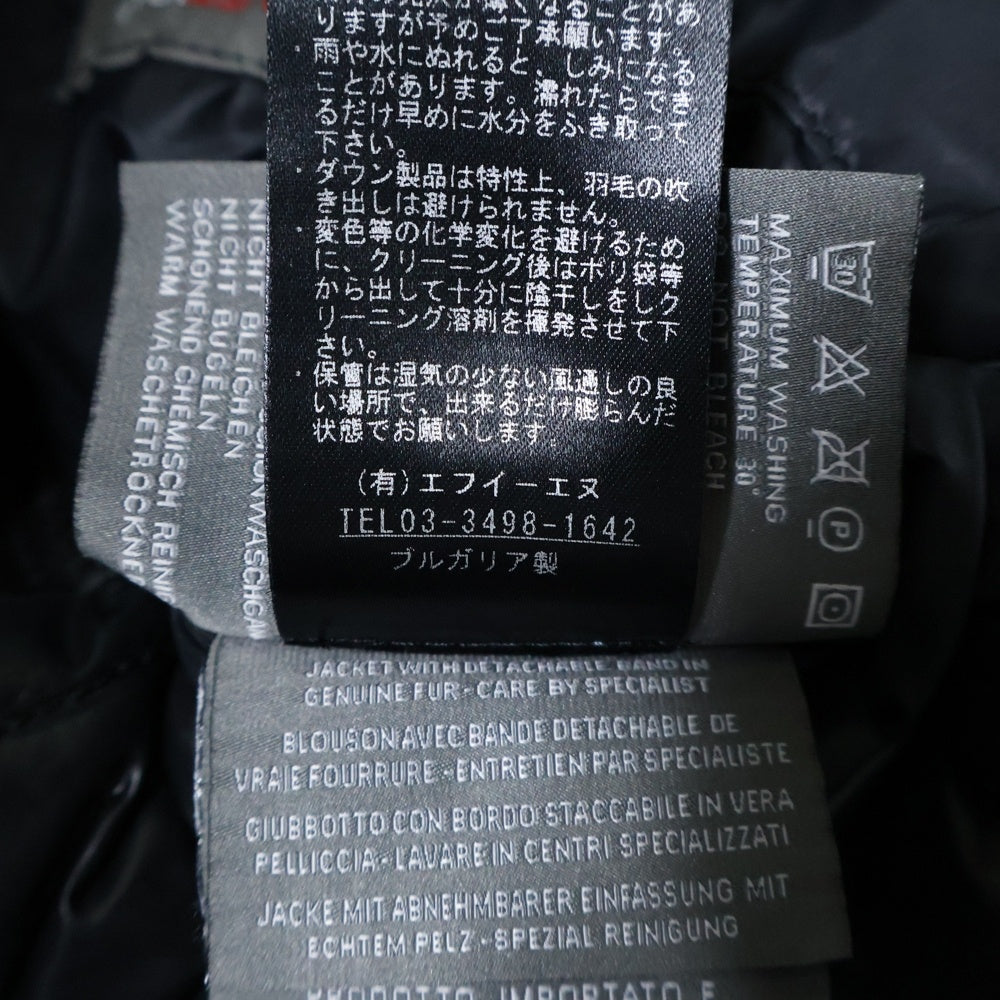 りますが予めご了承願います。
・雨や水にぬれると、しみになる
ことがあります。濡れたらでき
るだけ早めに水分をふき取って
下さい。
・ダウン製品は特性上、羽毛の吹
き出しは避けられません。
・変色等の化学変化を避けるため
に、クリーニング後はポリ袋等
から出して十分に陰干しをしク
リーニング溶剤を揮発させて下
さい。
・保管は湿気の少ない風通しの良
い場所で、出来るだけ膨らんだ
状態でお願いします。
(有)エフイーエヌ
TEL03-3498-1642
ブルガリア製
MAXIMUM WASHING
TEMPERATURE 30°
NOT BLEACH
30
P
NICHT BLEICHEN
NICHT BUGELN
SCHONEND CHEMISCH
WARM
JACKET WITH DETACHABLE BAND IN
GENUINE FUR - CARE BY SPECIALIST
BLOUSON AVEC BANDE DETACHABLE DE
VRAIE FOURRURE - ENTRETIEN PAR SPECIALISTE
GIUBBOTTO CON BORDO STACCABILE IN VERA
PELLICCIA - LAVARE IN CENTRI SPECIALIZZATI
JACKE MIT ABNEHMBARER EINFASSUNG MIT
ECHTEM PELZ - SPEZIAL REINIGUNG
PRODOTTO IMPORTATO E